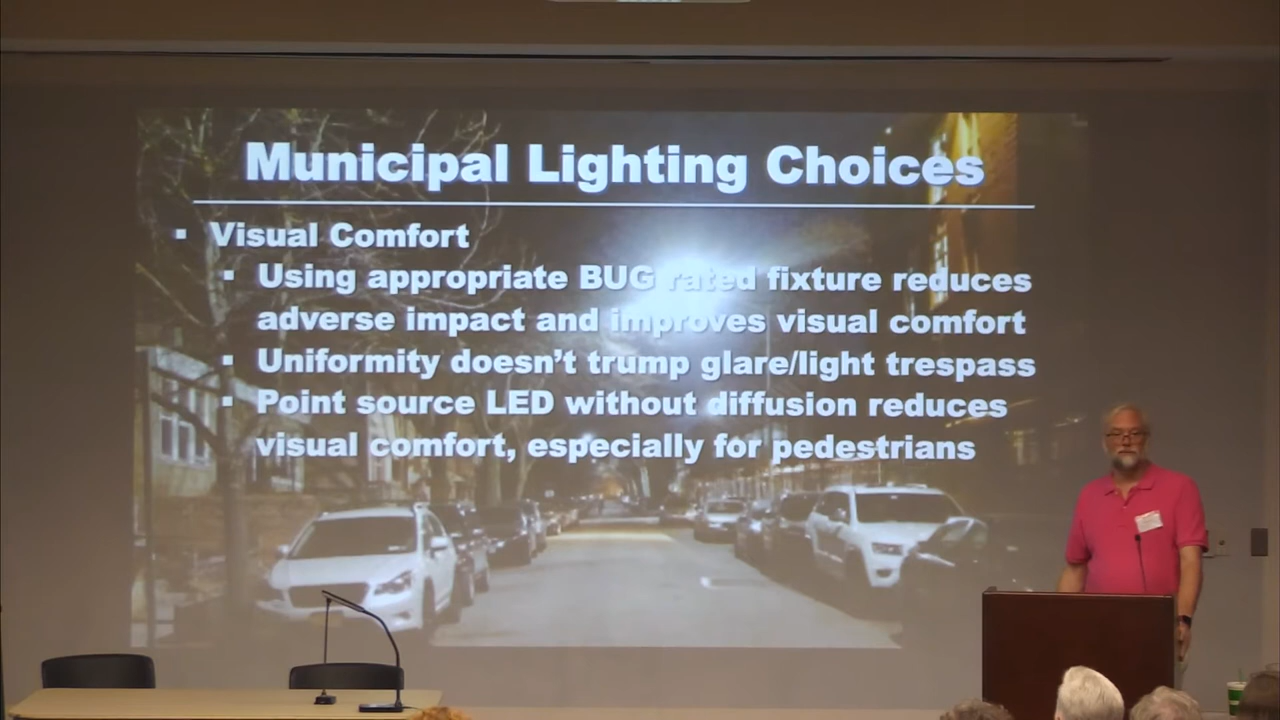 Municipal Lighting Choices
▪ Visual Comfort
▪ Using appropriate BUG rated fixture reduces
adverse impact and improves visual comfort
▪ Uniformity doesn’t trump glare/light trespass
▪ Point source LED without diffusion reduces
visual comfort, especially for pedestrians